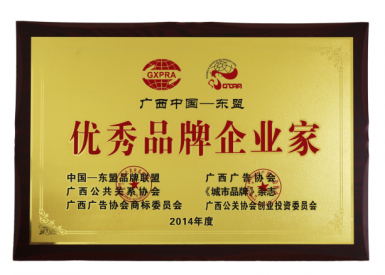 GXPRA
广西中国—东盟
优秀品牌企业家
中国—东盟品牌联盟 广西广告协会
广西公共关系协会 《城市品牌》杂志
广西广告协会商标委员会 广西公关协会创业投资委员会
2014年度